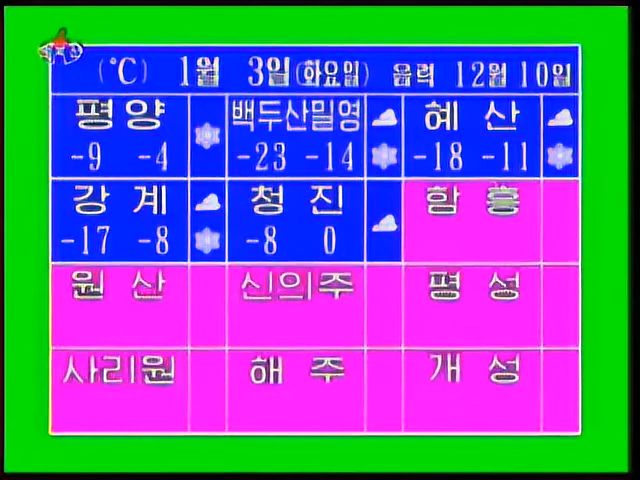 (℃) 1월 3일(화요일) 음력 12월 10일
평양 백두산밀영 혜산
-9 -4 -23 -14 -18 -11
강계 청진 함흥
-17 -8 -8 0
원산 신의주 평성
사리원 해주 개성